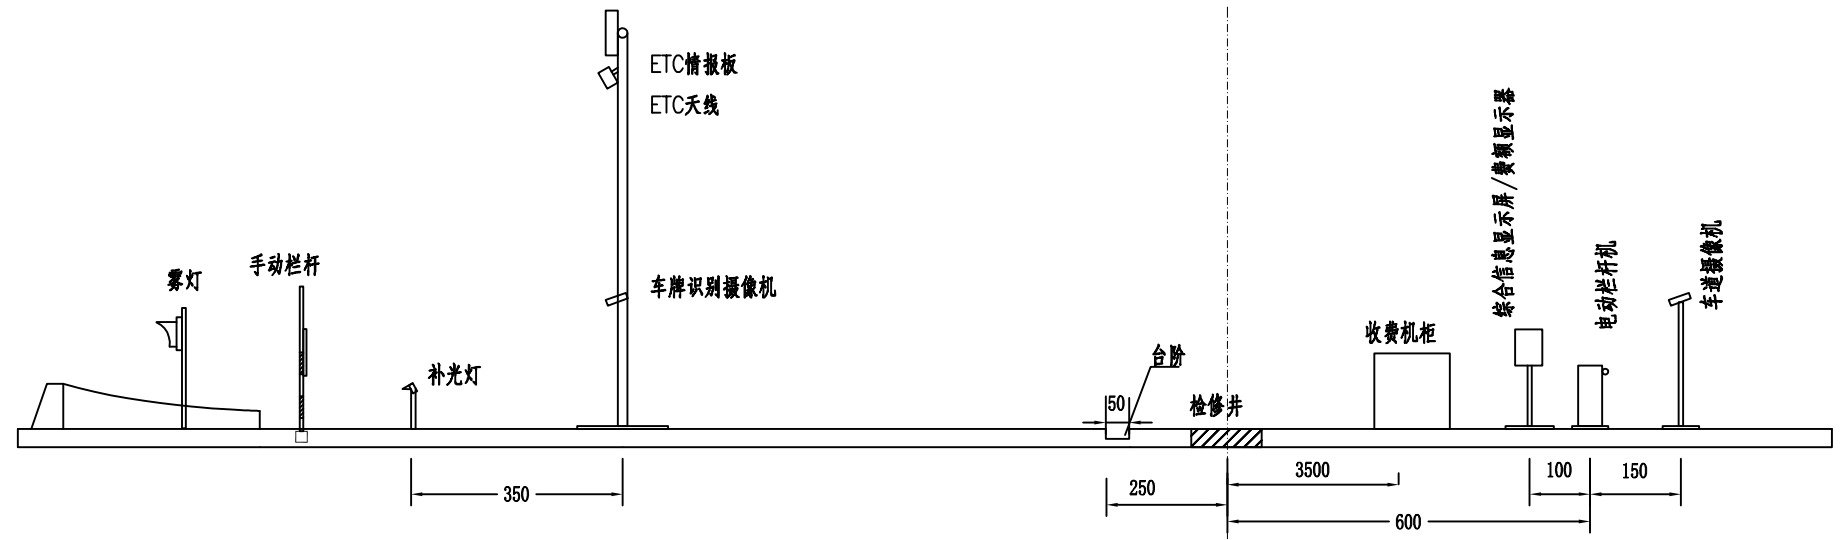 ETC情报板
ETC天线
综合信息显示屏/费额显示器
雾灯
手动栏杆
车牌识别摄像机
电动栏杆机
车道摄像机
补光灯
台阶
收费机柜
50
检修井
350
250
3500
100
150
600